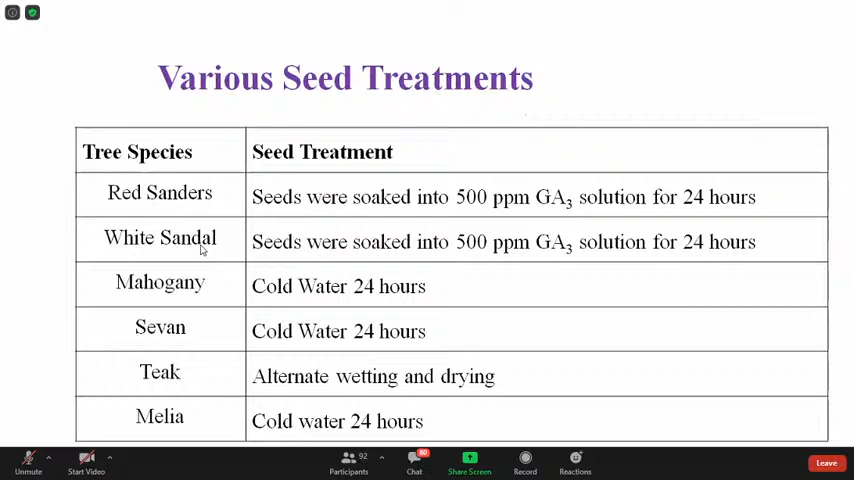 Various Seed Treatments
Tree Species Seed Treatment
Red Sanders Seeds were soaked into 500 ppm GA₃ solution for 24 hours
White Sandal Seeds were soaked into 500 ppm GA₃ solution for 24 hours
Mahogany Cold Water 24 hours
Sevan Cold Water 24 hours
Teak Alternate wetting and drying
Melia Cold water 24 hours
92 80
Unmute Start Video Participants Chat Share Screen Record Reactions Leave